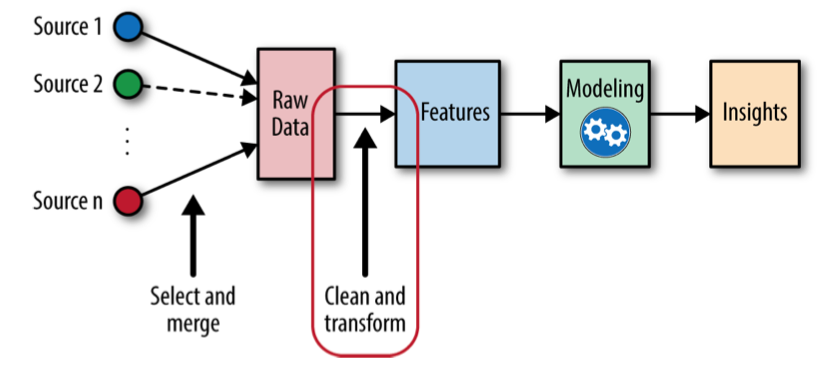 Source 1
Source 2
Source n
Raw
Data
Features
Modeling
Insights
Select and
merge
Clean and
transform